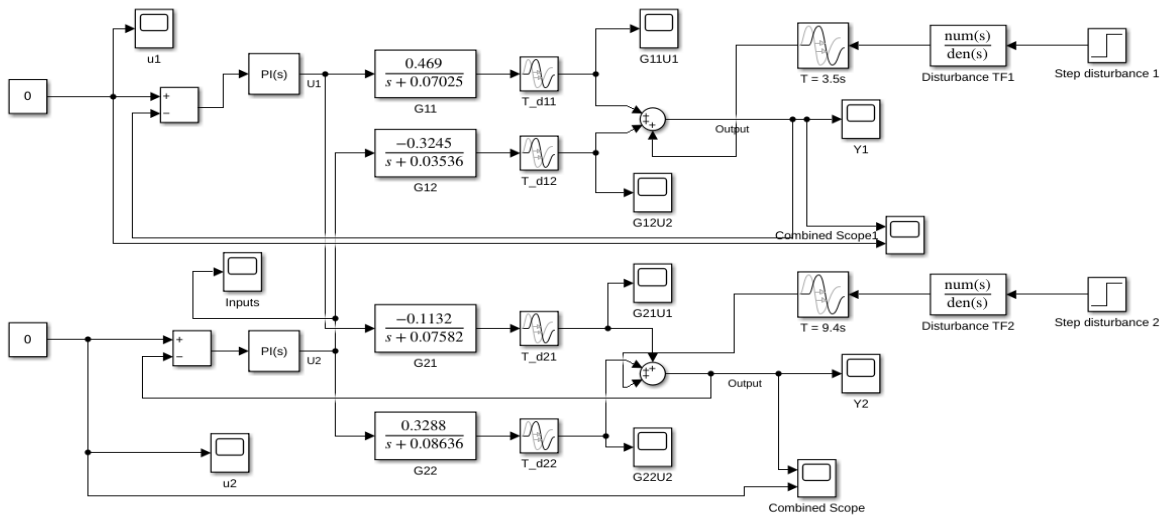 u1
0
+
−
PI(s)
U1
0.469
s + 0.07025
G11
T_d11
G11U1
T = 3.5s
num(s)
den(s)
Disturbance TF1
Step disturbance 1
−0.3245
s + 0.03536
G12
T_d12
G12U2
+
+
+
Output
Y1
Combined Scope1
Inputs
0
+
−
PI(s)
U2
−0.1132
s + 0.07582
G21
T_d21
G21U1
T = 9.4s
num(s)
den(s)
Disturbance TF2
Step disturbance 2
+
+
+
Output
Y2
0.3288
s + 0.08636
G22
T_d22
G22U2
u2
Combined Scope